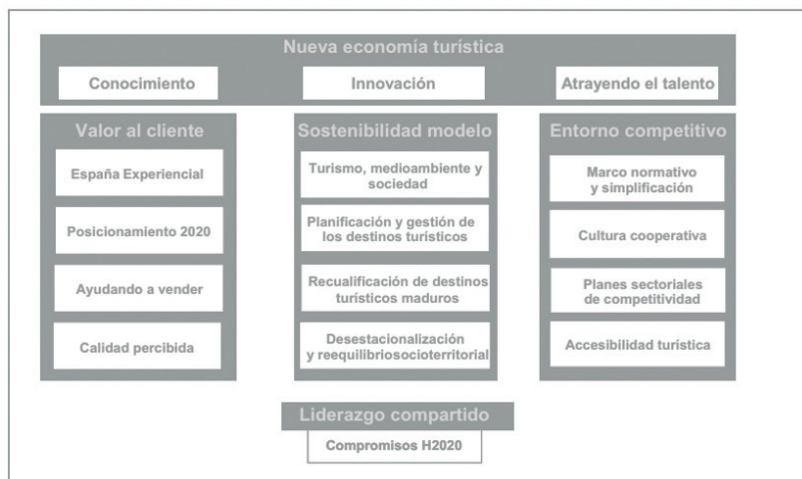 Nueva economía turística
Conocimiento
Innovación
Atrayendo el talento
Valor al cliente
España Experiencial
Posicionamiento 2020
Ayudando a vender
Calidad percibida
Sostenibilidad modelo
Turismo, medioambiente y
sociedad
Planificación y gestión de
los destinos turísticos
Recualificación de destinos
turísticos maduros
Desestacionalización
y reequilibriosocioterritorial
Entorno competitivo
Marco normativo
y simplificación
Cultura cooperativa
Planes sectoriales
de competitividad
Accesibilidad turística
Liderazgo compartido
Compromisos H2020